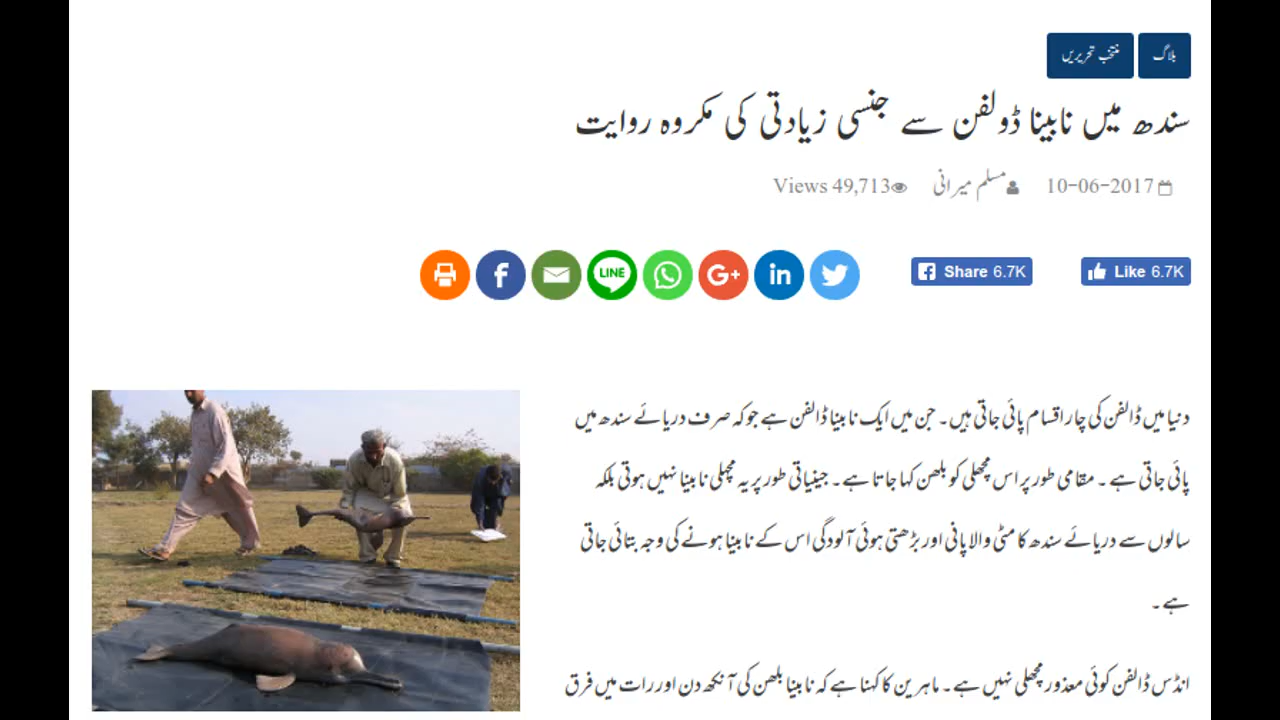 بلاگ
منتخب تحریریں
سندھ میں نابینا ڈولفن سے جنسی زیادتی کی مکروہ روایت
10-06-2017
مسلم میرانی
Views 49,713
LINE
G+
in
Share 6.7K
Like 6.7K
دنیا میں ڈالفن کی چار اقسام پائی جاتی ہیں۔ جن میں ایک نابینا ڈالفن ہے جو کہ صرف دریائے سندھ میں
پائی جاتی ہے ۔ مقامی طور پر اس مچھلی کو بلھن کہا جاتا ہے۔ جینیاتی طور پر یہ مچھلی نابینا نہیں ہوتی بلکہ
سالوں سے دریائے سندھ کا مٹی والا پانی اور بڑھتی ہوئی آلودگی اس کے نابینا ہونے کی وجہ بتائی جاتی
ہے ۔
انڈس ڈالفن کوئی معذور مچھلی نہیں ہے۔ ماہرین کا کہنا ہے کہ نابینا بلھن کی آنکھ دن اور رات میں فرق